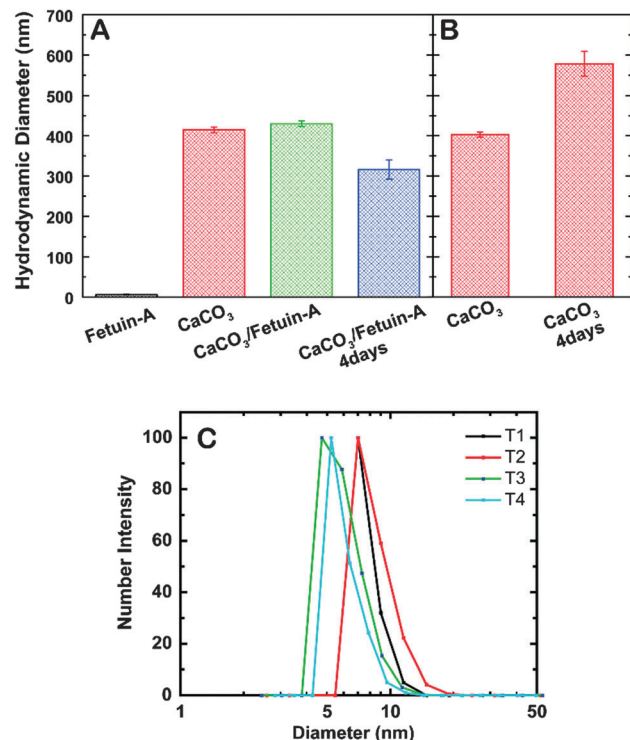 A
B
Hydrodynamic Diameter (nm)
700
600
500
400
300
200
100
0
Fetuin-A
CaCO₃
CaCO₃/Fetuin-A
CaCO₃/Fetuin-A
4days
CaCO₃
CaCO₃
4days
C
Number Intensity
100
80
60
40
20
0
T1
T2
T3
T4
1
5
10
50
Diameter (nm)